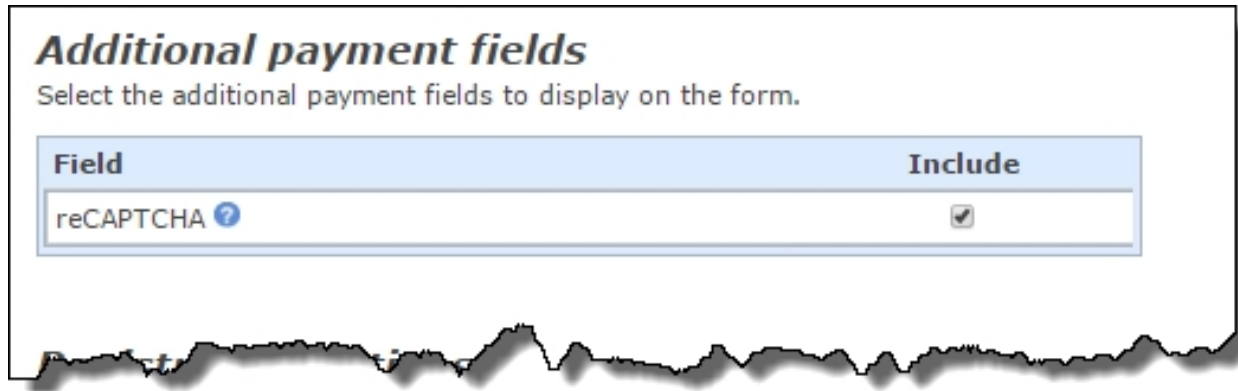 Additional payment fields
Select the additional payment fields to display on the form.
Field Include
reCAPTCHA ?